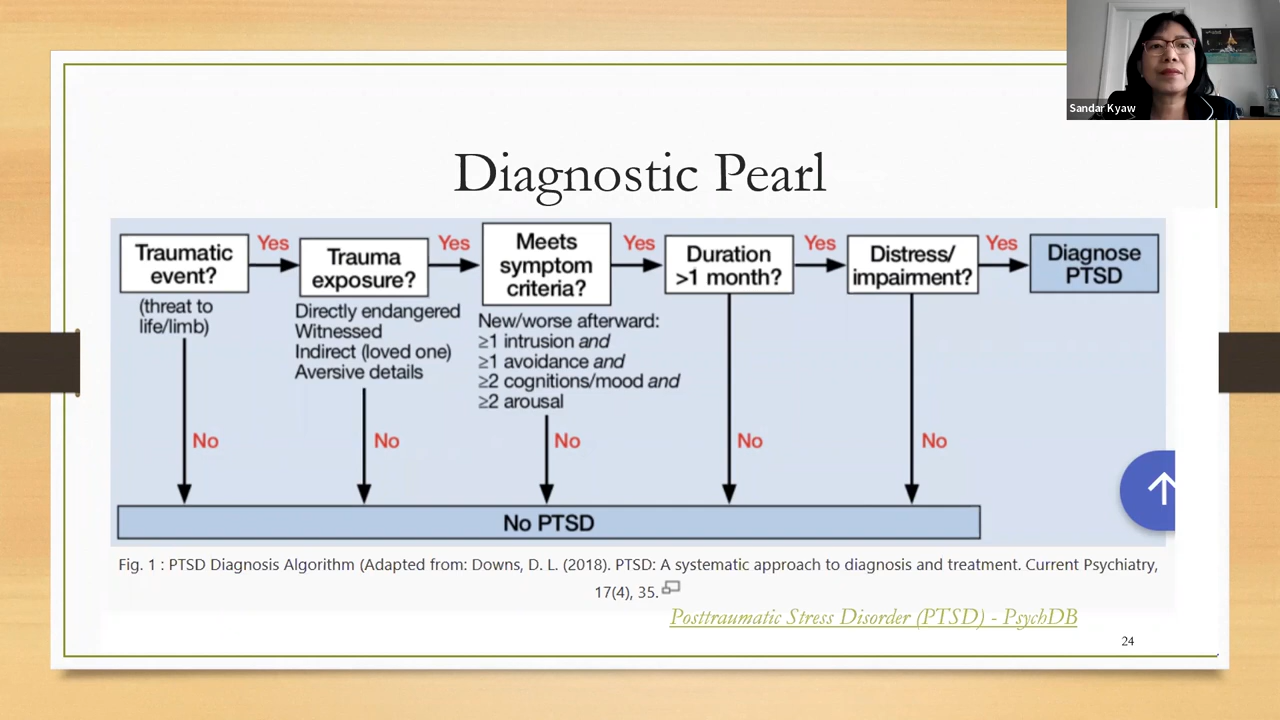 Sandar Kyaw
Diagnostic Pearl
Traumatic
event?
Yes
(threat to
life/limb)
No
Trauma
exposure?
Yes
Directly endangered
Witnessed
Indirect (loved one)
Aversive details
No
Meets
symptom
criteria?
Yes
New/worse afterward:
≥1 intrusion and
≥1 avoidance and
≥2 cognitions/mood and
≥2 arousal
No
Duration
>1 month?
Yes
No
Distress/
impairment?
Yes
No
Diagnose
PTSD
No PTSD
Fig. 1 : PTSD Diagnosis Algorithm (Adapted from: Downs, D. L. (2018). PTSD: A systematic approach to diagnosis and treatment. Current Psychiatry,
17(4), 35.
Posttraumatic Stress Disorder (PTSD) - PsychDB
24